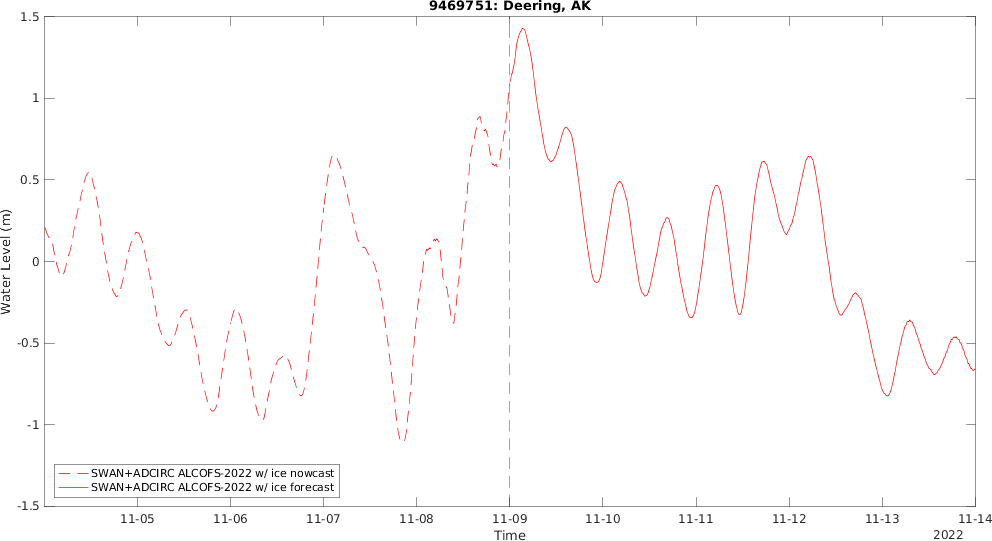 9469751: Deering, AK
1.5
1
0.5
0
-0.5
-1
-1.5
Water Level (m)
SWAN+ADCIRC ALCOFS-2022 w/ ice nowcast
SWAN+ADCIRC ALCOFS-2022 w/ ice forecast
11-05 11-06 11-07 11-08 11-09 11-10 11-11 11-12 11-13 11-14
Time
2022